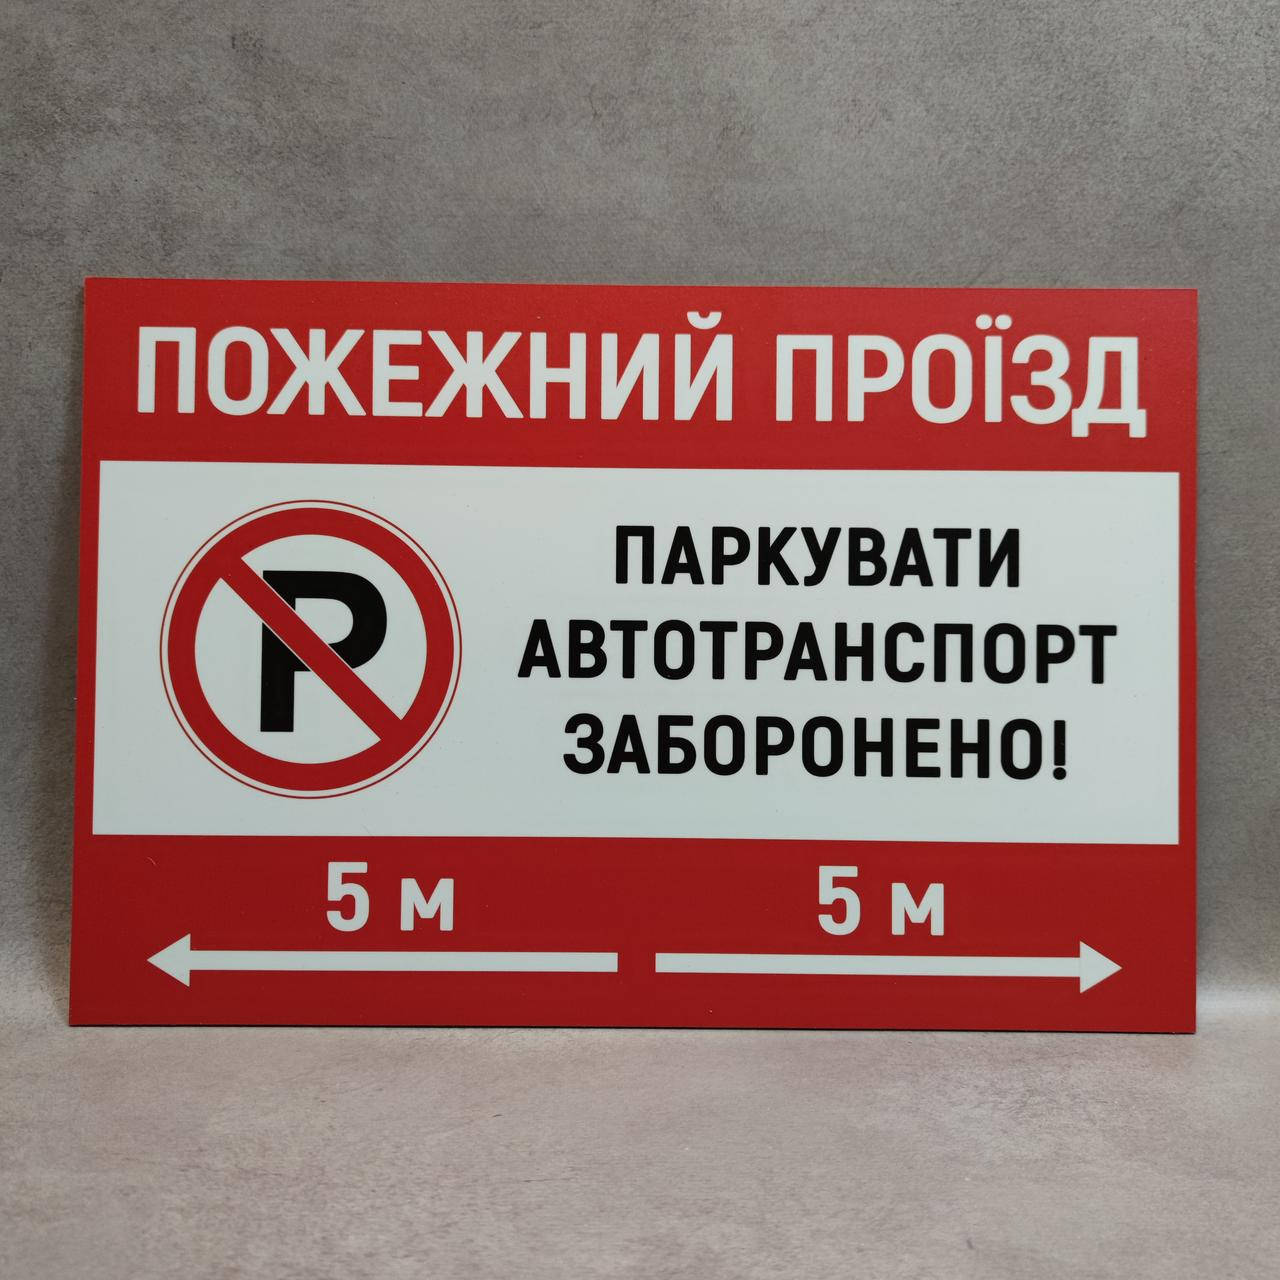 ПОЖЕЖНИЙ ПРОЇЗД
P
ПАРКУВАТИ
АВТОТРАНСПОРТ
ЗАБОРОНЕНО!
5 м 5 м